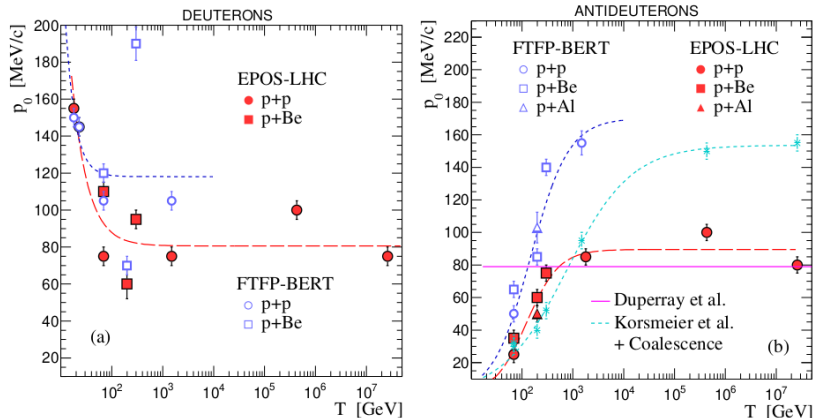 DEUTERONS
p₀ [MeV/c]
200
180
160
140
120
100
80
60
40
20
EPOS-LHC
p+p
p+Be
FTFP-BERT
p+p
p+Be
(a)
10² 10³ 10⁴ 10⁵ 10⁶ 10⁷
T [GeV]
ANTIDEUTERONS
p₀ [MeV/c]
220
200
180
160
140
120
100
80
60
40
20
FTFP-BERT
p+p
p+Be
p+Al
EPOS-LHC
p+p
p+Be
p+Al
Duperray et al.
Korsmeier et al.
+ Coalescence
(b)
10² 10³ 10⁴ 10⁵ 10⁶ 10⁷
T [GeV]